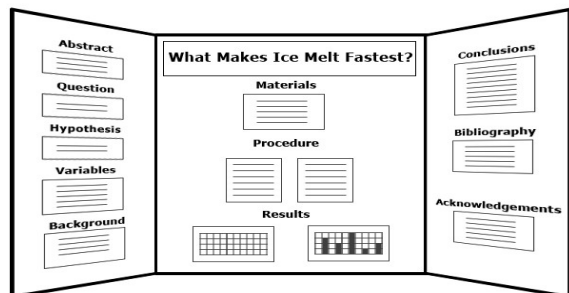 Abstract
Question
Hypothesis
Variables
Background
What Makes Ice Melt Fastest?
Materials
Procedure
Results
Conclusions
Bibliography
Acknowledgements